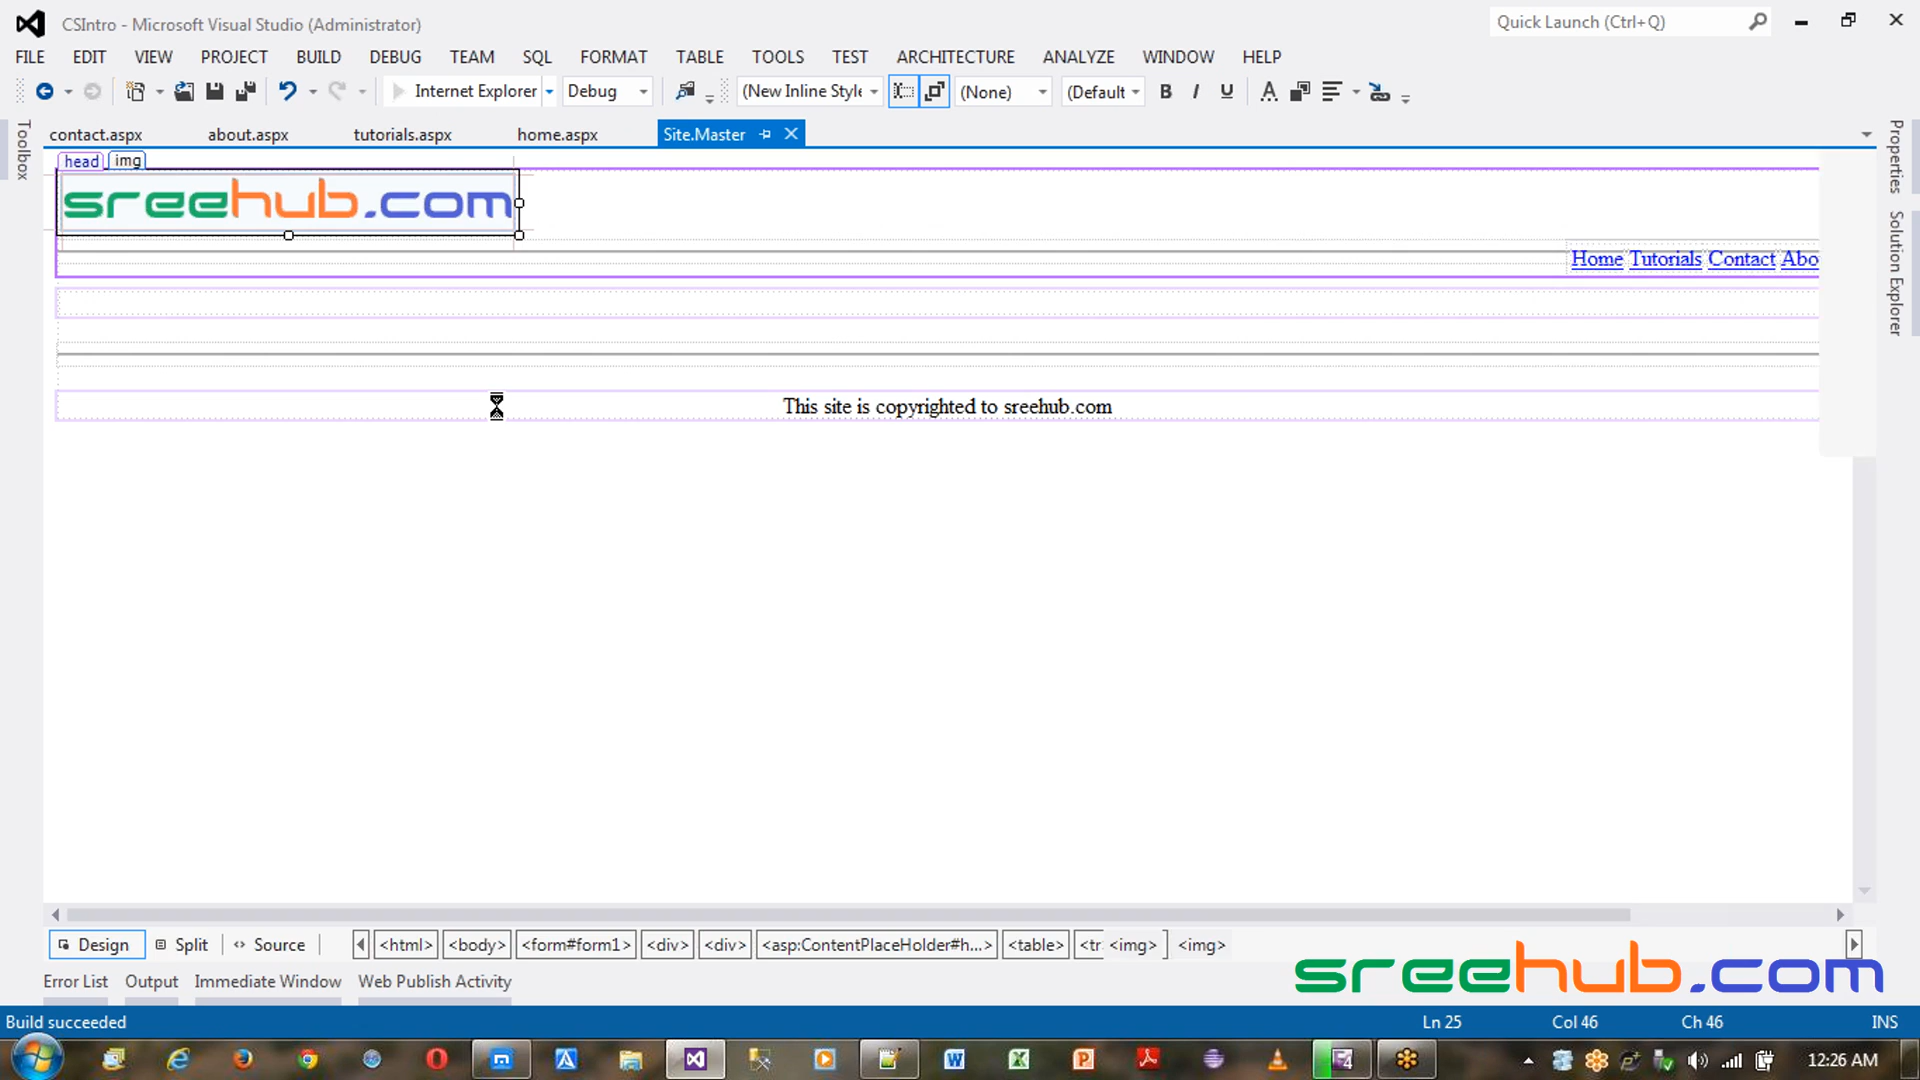 CSIntro - Microsoft Visual Studio (Administrator)
Quick Launch (Ctrl+Q)
FILE EDIT VIEW PROJECT BUILD DEBUG TEAM SQL FORMAT TABLE TOOLS TEST ARCHITECTURE ANALYZE WINDOW HELP
Internet Explorer Debug (New Inline Style (None) (Default B I U A
Toolbox
contact.aspx about.aspx tutorials.aspx home.aspx Site.Master
Properties
Solution Explorer
head img
sreehub.com
Home Tutorials Contact Abo
This site is copyrighted to sreehub.com
Design Split Source <html> <body> <form#form1> <div> <div> <asp:ContentPlaceHolder#h...> <table> <tr <img> <img>
Error List Output Immediate Window Web Publish Activity
sreehub.com
Build succeeded Ln 25 Col 46 Ch 46 INS
12:26 AM